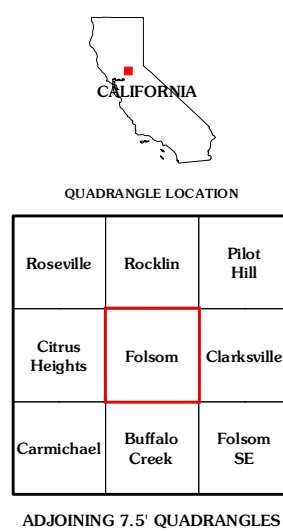 CALIFORNIA
QUADRANGLE LOCATION
Roseville
Rocklin
Pilot
Hill
Citrus
Heights
Folsom
Clarksville
Carmichael
Buffalo
Creek
Folsom
SE
ADJOINING 7.5' QUADRANGLES